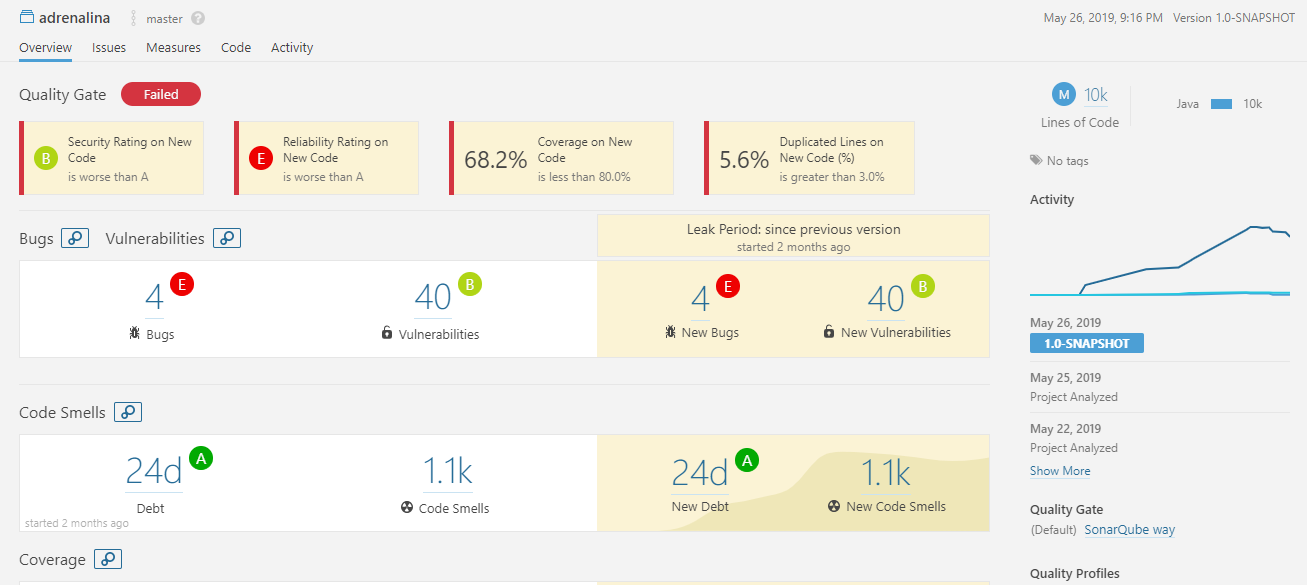 adrenalina master ?
May 26, 2019, 9:16 PM Version 1.0-SNAPSHOT
Overview Issues Measures Code Activity
Quality Gate Failed
B
Security Rating on New
Code
is worse than A
E
Reliability Rating on
New Code
is worse than A
68.2%
Coverage on New
Code
is less than 80.0%
5.6%
Duplicated Lines on
New Code (%)
is greater than 3.0%
Bugs Vulnerabilities
Leak Period: since previous version
started 2 months ago
4 E
Bugs
40 B
Vulnerabilities
4 E
New Bugs
40 B
New Vulnerabilities
Code Smells
24d A
Debt
1.1k
Code Smells
started 2 months ago
24d A
New Debt
1.1k
New Code Smells
Coverage
M 10k
Lines of Code
Java 10k
No tags
Activity
May 26, 2019
1.0-SNAPSHOT
May 25, 2019
Project Analyzed
May 22, 2019
Project Analyzed
Show More
Quality Gate
(Default) SonarQube way
Quality Profiles